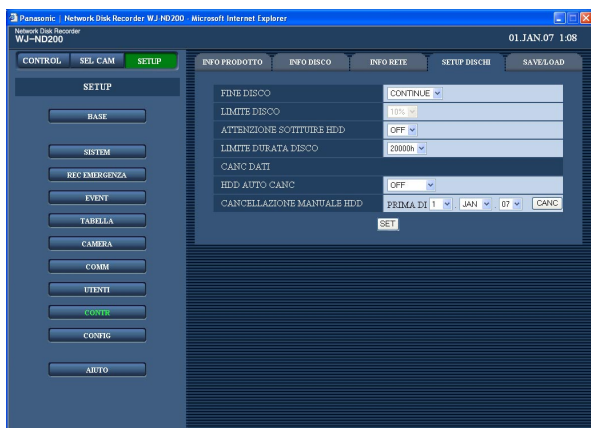 Panasonic | Network Disk Recorder WJ-ND200 - Microsoft Internet Explorer
Network Disk Recorder
WJ-ND200
01.JAN.07 1:08
CONTROL SEL CAM SETUP
INFO PRODOTTO INFO DISCO INFO RETE SETUP DISCHI SAVE/LOAD
SETUP
BASE
SISTEM
REC EMERGENZA
EVENT
TABELLA
CAMERA
COMM
UTENTI
CONTR
CONFIG
AIUTO
FINE DISCO CONTINUE
LIMITE DISCO 10%
ATTENZIONE SOTITUIRE HDD OFF
LIMITE DURATA DISCO 20000h
CANC DATI
HDD AUTO CANC OFF
CANCELLAZIONE MANUALE HDD PRIMA DI 1 . JAN . 07 CANC
SET